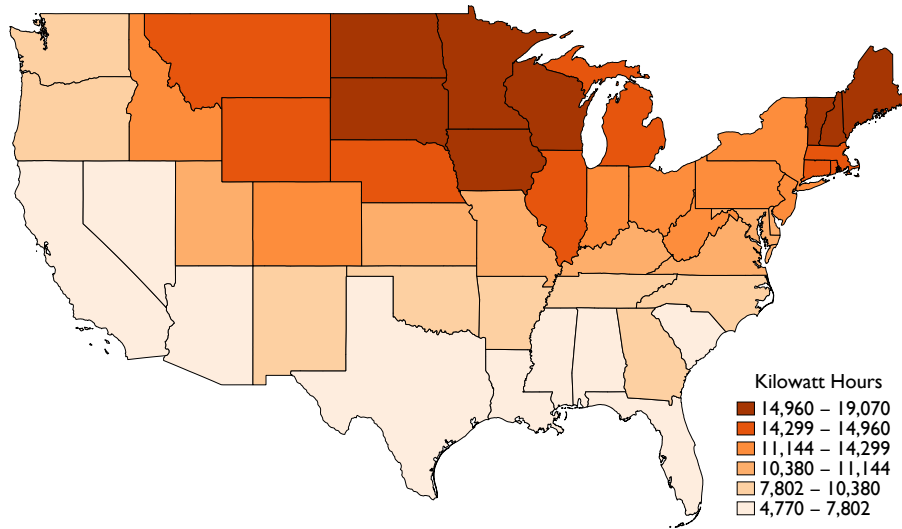 Kilowatt Hours
14,960 – 19,070
14,299 – 14,960
11,144 – 14,299
10,380 – 11,144
7,802 – 10,380
4,770 – 7,802